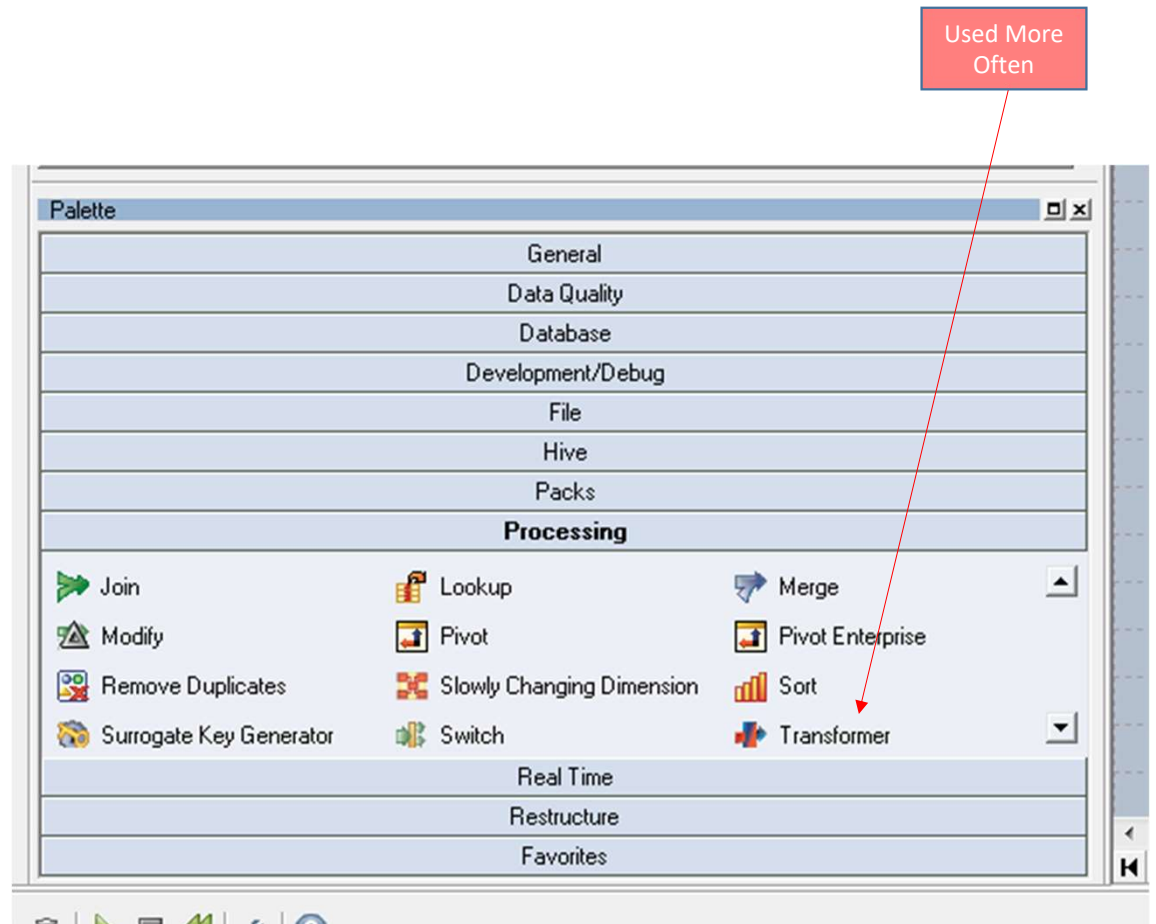 Used More
Often
Palette
General
Data Quality
Database
Development/Debug
File
Hive
Packs
Processing
Join Lookup Merge
Modify Pivot Pivot Enterprise
Remove Duplicates Slowly Changing Dimension Sort
Surrogate Key Generator Switch Transformer
Real Time
Restructure
Favorites